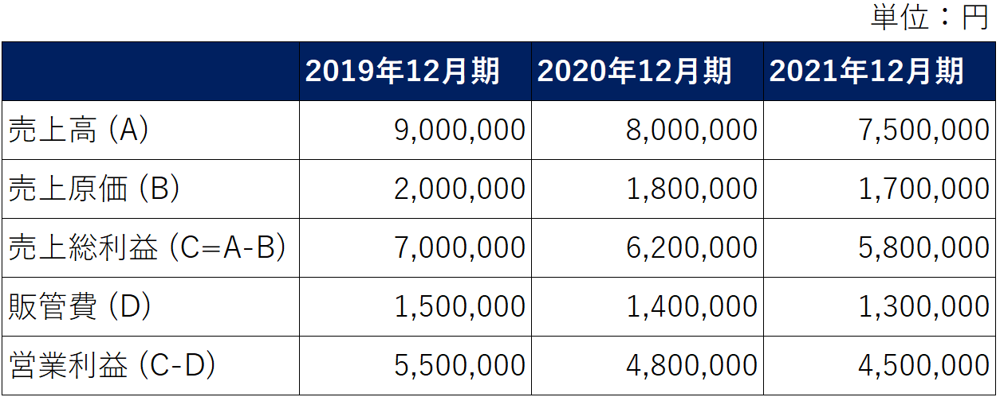 単位：円
2019年12月期 2020年12月期 2021年12月期
売上高 (A) 9,000,000 8,000,000 7,500,000
売上原価 (B) 2,000,000 1,800,000 1,700,000
売上総利益 (C=A-B) 7,000,000 6,200,000 5,800,000
販管費 (D) 1,500,000 1,400,000 1,300,000
営業利益 (C-D) 5,500,000 4,800,000 4,500,000